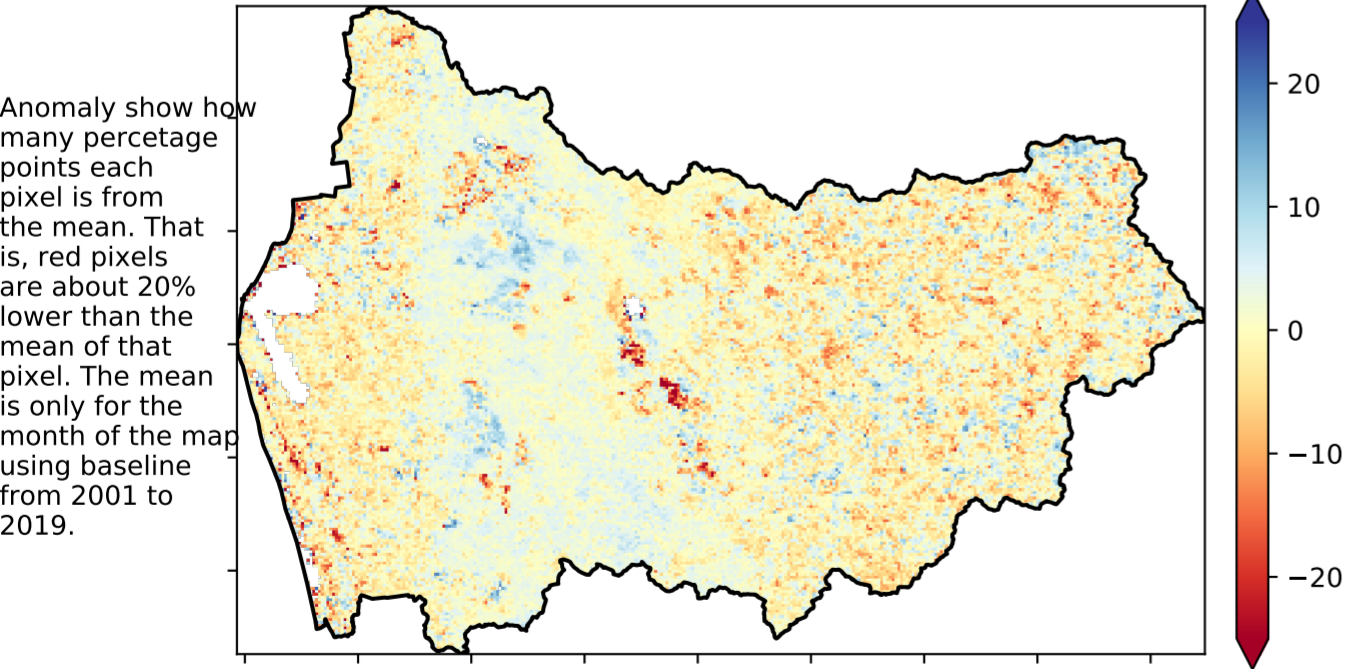 Anomaly show how
many percetage
points each
pixel is from
the mean. That
is, red pixels
are about 20%
lower than the
mean of that
pixel. The mean
is only for the
month of the map
using baseline
from 2001 to
2019.
20
10
0
−10
−20